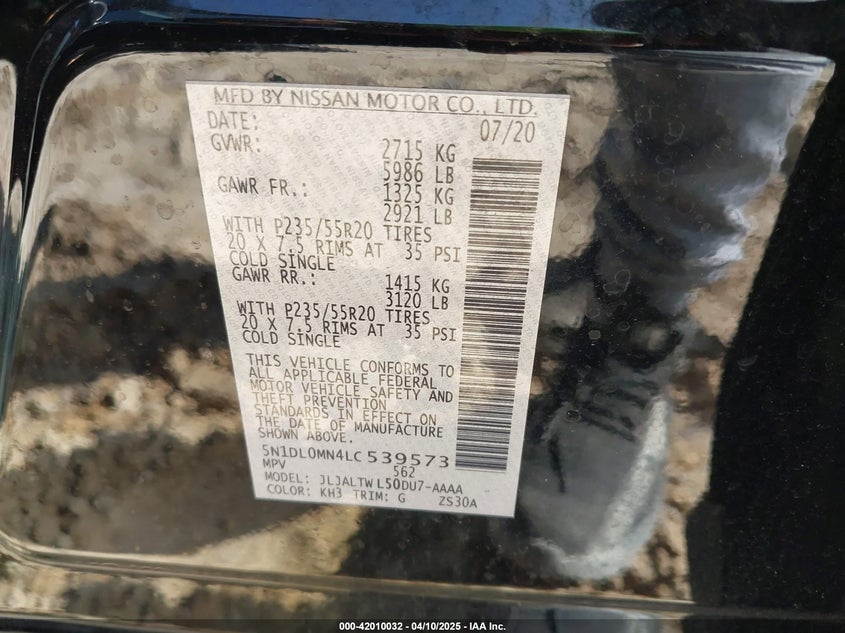 MFD BY NISSAN MOTOR CO., LTD.
DATE: 07/20
GVWR: 2715 KG
5986 LB
GAWR FR.: 1325 KG
2921 LB
WITH P235/55R20 TIRES
20 X 7.5 RIMS AT 35 PSI
COLD SINGLE
GAWR RR.: 1415 KG
3120 LB
WITH P235/55R20 TIRES
20 X 7.5 RIMS AT 35 PSI
COLD SINGLE
THIS VEHICLE CONFORMS TO
ALL APPLICABLE FEDERAL
MOTOR VEHICLE SAFETY AND
THEFT PREVENTION
STANDARDS IN EFFECT ON
THE DATE OF MANUFACTURE
SHOWN ABOVE.
5N1DL0MN4LC539573
MPV 562
MODEL: JLJALTWL50DU7-AAAA
COLOR: KH3 TRIM: G ZS30A
000-42010032 - 04/10/2025 - IAA Inc.